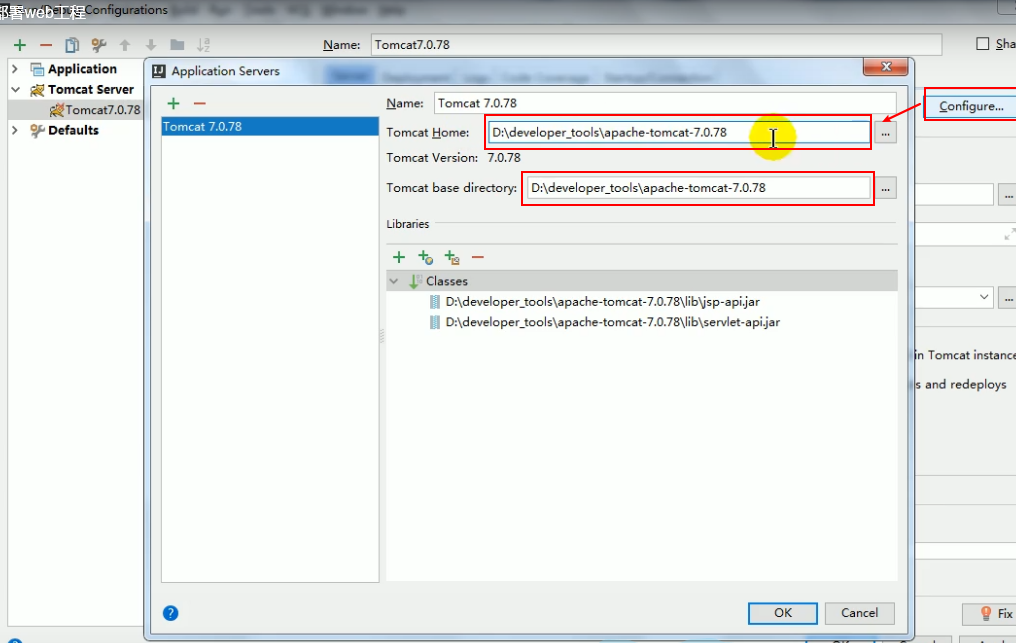 部署web工程
Configurations
Name:
Tomcat7.0.78
Application
Tomcat Server
Tomcat7.0.78
Defaults
Application Servers
Tomcat 7.0.78
Name:
Tomcat 7.0.78
Configure...
Tomcat Home:
D:\developer_tools\apache-tomcat-7.0.78
...
Tomcat Version: 7.0.78
Tomcat base directory:
D:\developer_tools\apache-tomcat-7.0.78
...
...
Libraries
Classes
D:\developer_tools\apache-tomcat-7.0.78\lib\jsp-api.jar
...
D:\developer_tools\apache-tomcat-7.0.78\lib\servlet-api.jar
in Tomcat instance
and redeploys
?
OK
Cancel
Fix